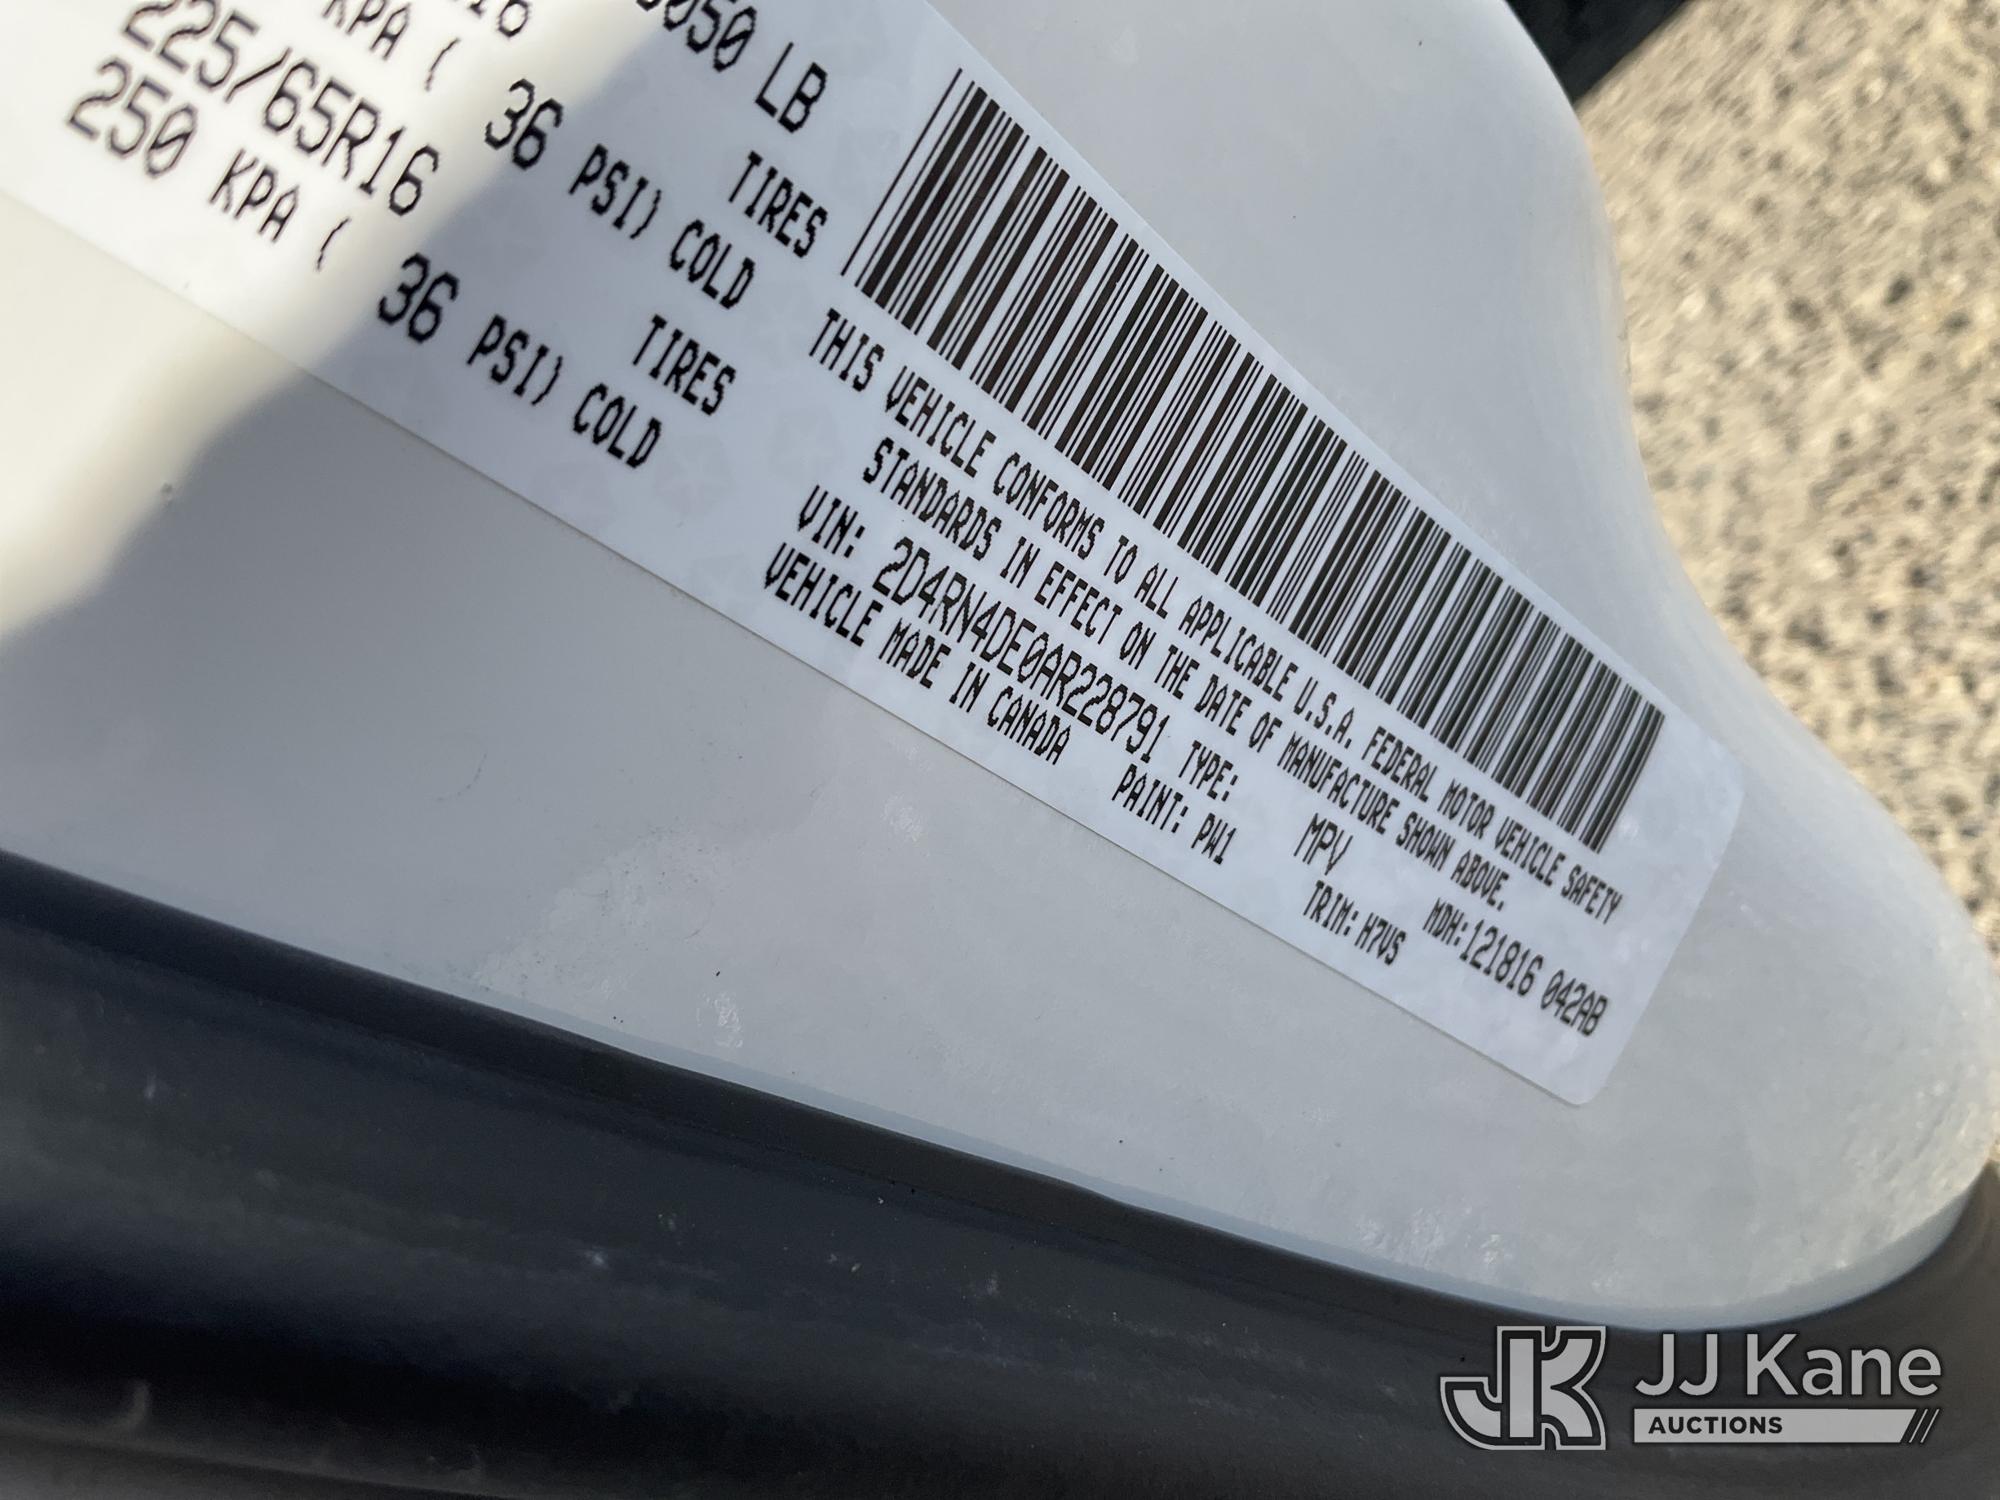 050 LB
R16 TIRES
KPA ( 36 PSI) COLD
225/65R16 TIRES
250 KPA ( 36 PSI) COLD
THIS VEHICLE CONFORMS TO ALL APPLICABLE U.S.A. FEDERAL MOTOR VEHICLE SAFETY
STANDARDS IN EFFECT ON THE DATE OF MANUFACTURE SHOWN ABOVE.
VIN: 2D4RN4DE0AR228791 TYPE: MPV MDH:121816 042AB
VEHICLE MADE IN CANADA PAINT: PW1 TRIM: H7VS
JK JJ Kane
AUCTIONS